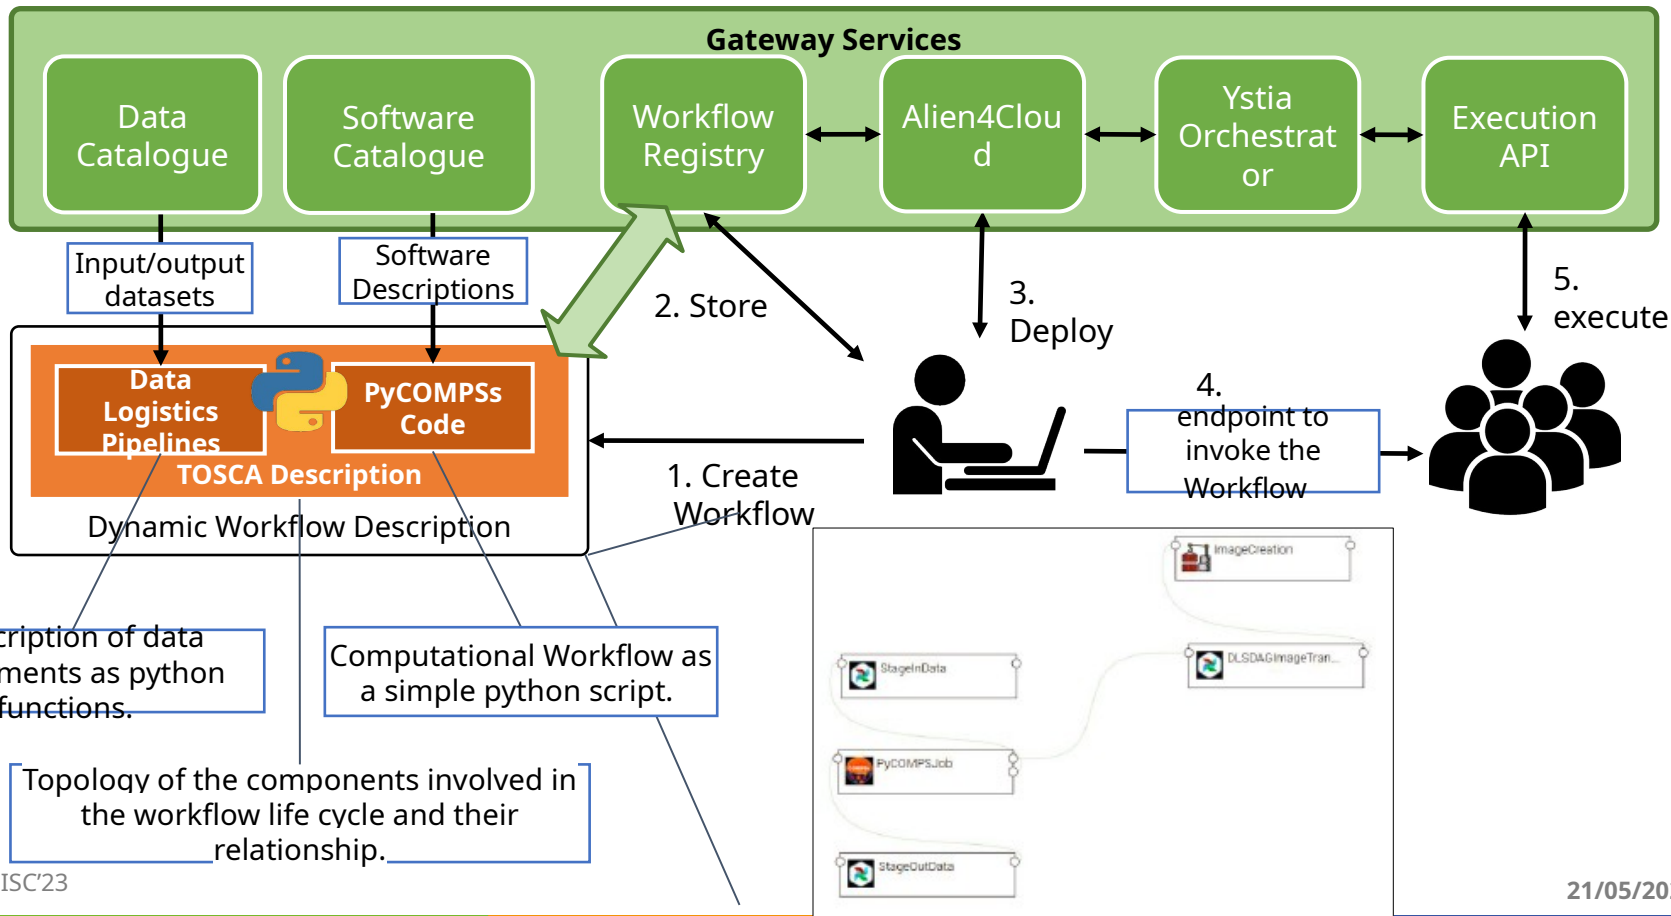 Gateway Services
Data
Catalogue
Software
Catalogue
Workflow
Registry
Alien4Clou
d
Ystia
Orchestrat
or
Execution
API
Input/output
datasets
Software
Descriptions
2. Store
3.
Deploy
5.
execute
Data
Logistics
Pipelines
PyCOMPSs
Code
TOSCA Description
Dynamic Workflow Description
1. Create
Workflow
4.
endpoint to
invoke the
Workflow
cription of data
ments as python
functions.
Computational Workflow as
a simple python script.
Topology of the components involved in
the workflow life cycle and their
relationship.
ImageCreation
StageInData
DLSDAGImageTran...
PyCOMPSJob
StageOutData
ISC'23
21/05/20